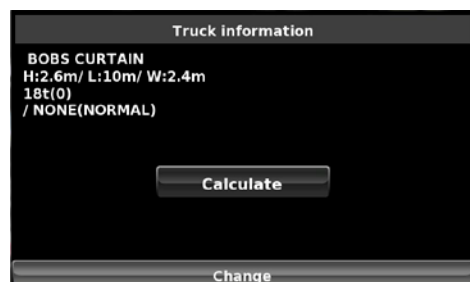 Truck information
BOBS CURTAIN
H:2.6m/ L:10m/ W:2.4m
18t(0)
/ NONE(NORMAL)
Calculate
Change